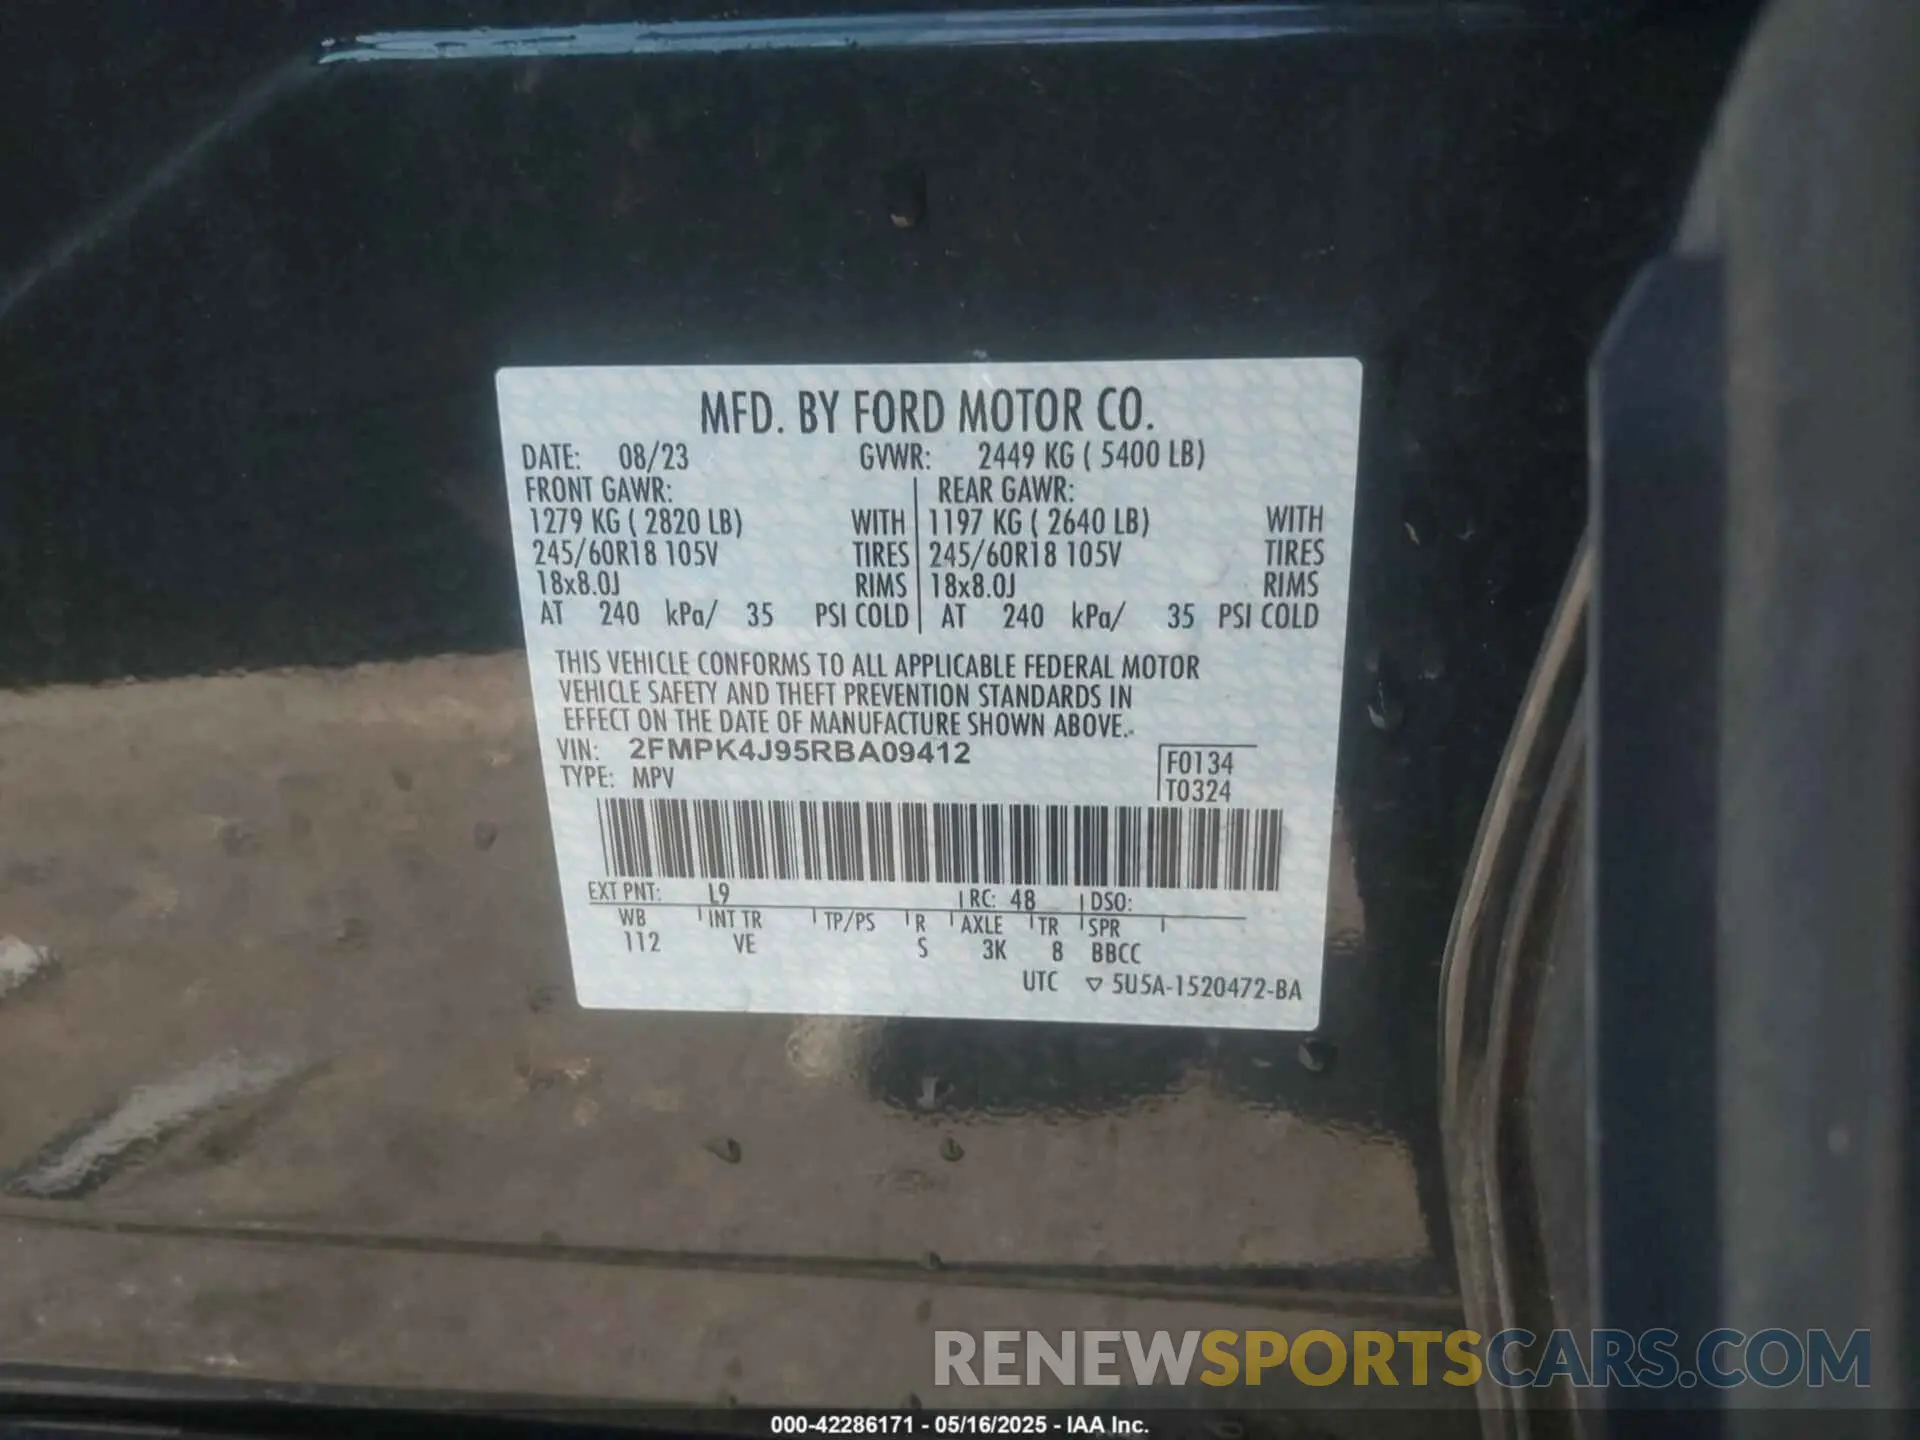 MFD. BY FORD MOTOR CO.
DATE: 08/23 GVWR: 2449 KG ( 5400 LB)
FRONT GAWR: REAR GAWR:
1279 KG ( 2820 LB) WITH 1197 KG ( 2640 LB) WITH
245/60R18 105V TIRES 245/60R18 105V TIRES
18x8.0J RIMS 18x8.0J RIMS
AT 240 kPa/ 35 PSI COLD AT 240 kPa/ 35 PSI COLD
THIS VEHICLE CONFORMS TO ALL APPLICABLE FEDERAL MOTOR
VEHICLE SAFETY AND THEFT PREVENTION STANDARDS IN
EFFECT ON THE DATE OF MANUFACTURE SHOWN ABOVE.
VIN: 2FMPK4J95RBA09412 F0134
TYPE: MPV T0324
EXT PNT: L9 RC: 48 DSO:
WB INT TR TP/PS R AXLE TR SPR
112 VE S 3K 8 BBCC
UTC ▽ 5U5A-1520472-BA
RENEWSPORTSCARS.COM
000-42286171 - 05/16/2025 - IAA Inc.